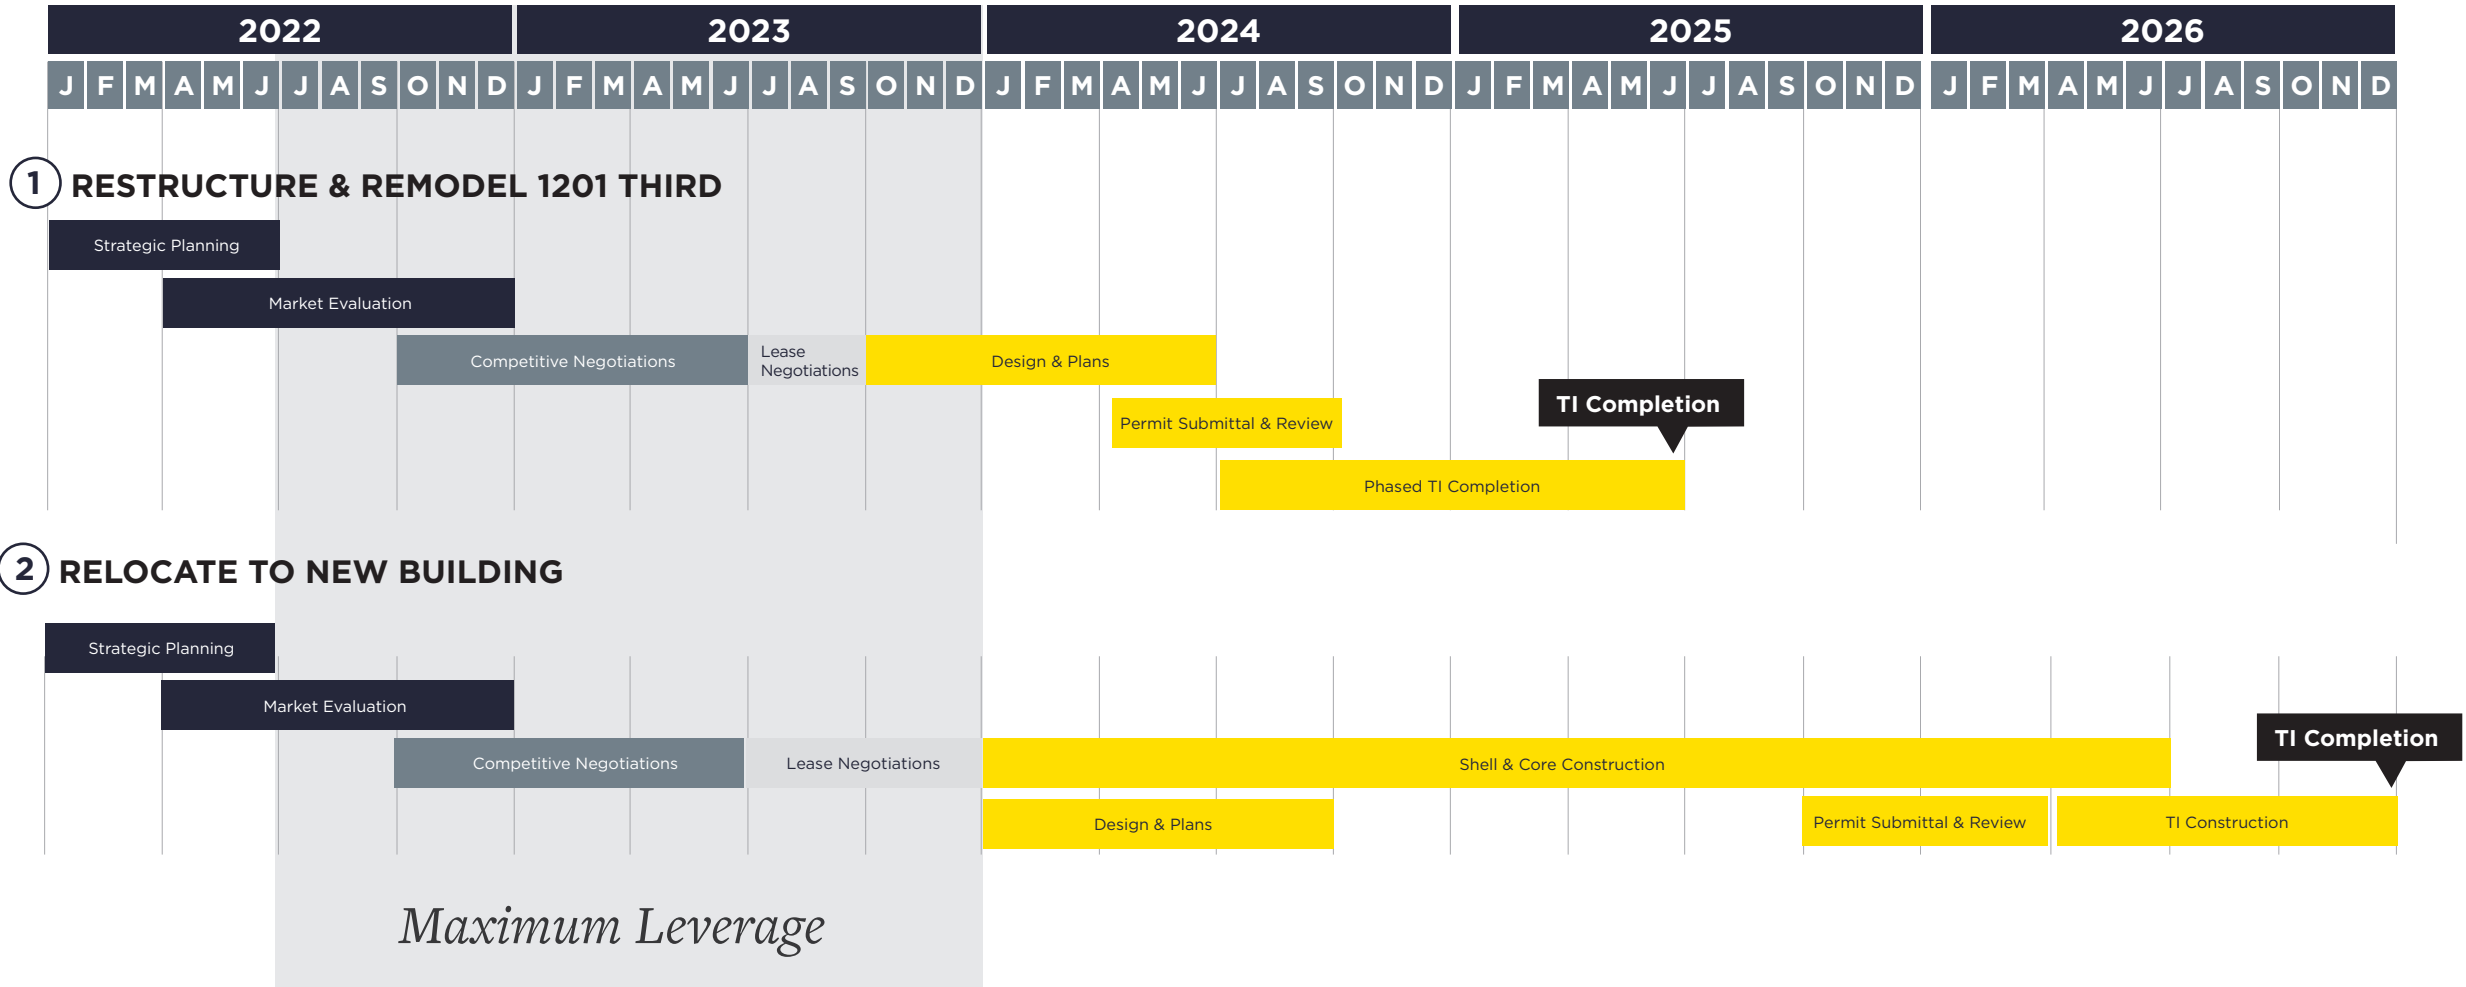 2022 2023 2024 2025 2026
J F M A M J J A S O N D J F M A M J J A S O N D J F M A M J J A S O N D J F M A M J J A S O N D J F M A M J J A S O N D
1 RESTRUCTURE & REMODEL 1201 THIRD
Strategic Planning
Market Evaluation
Competitive Negotiations
Lease
Negotiations
Design & Plans
Permit Submittal & Review
TI Completion
Phased TI Completion
2 RELOCATE TO NEW BUILDING
Strategic Planning
Market Evaluation
Competitive Negotiations
Lease Negotiations
Shell & Core Construction
TI Completion
Design & Plans
Permit Submittal & Review
TI Construction
Maximum Leverage